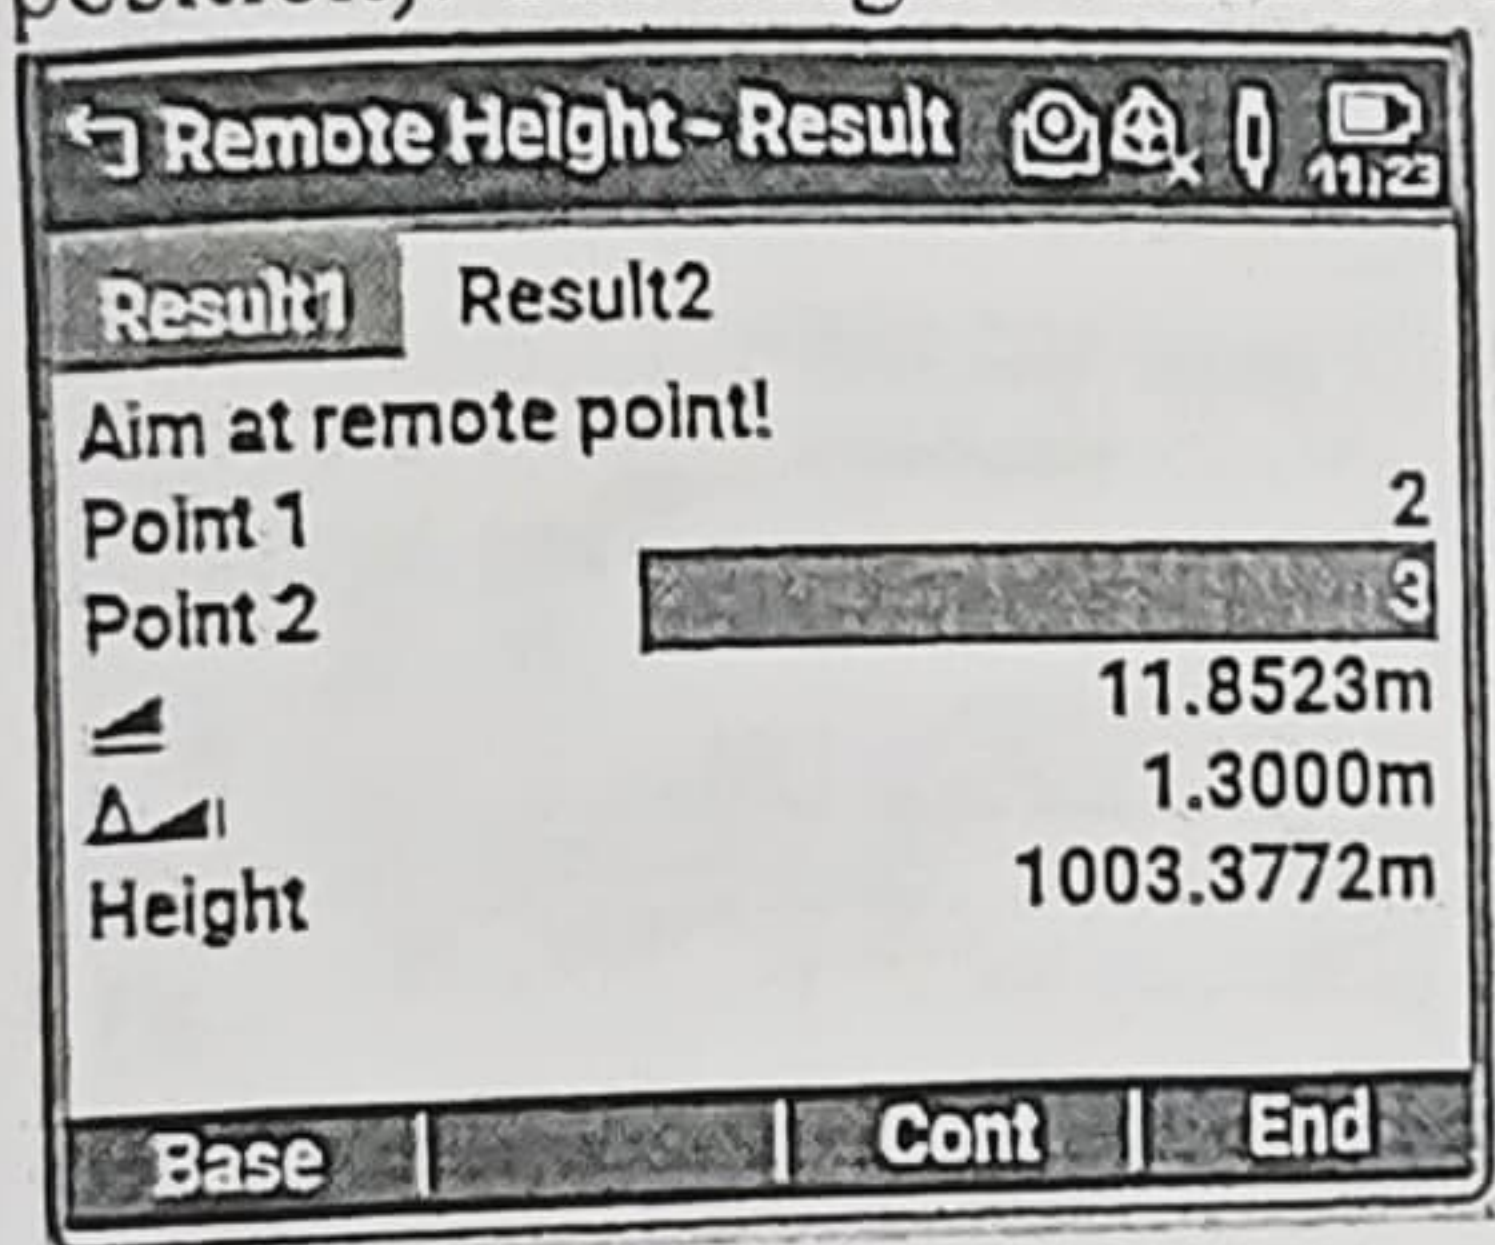 Remote Height - Result
11:23
Result1 Result2
Aim at remote point!
Point 1 2
Point 2 3
11.8523m
1.3000m
Height 1003.3772m
Base Cont End